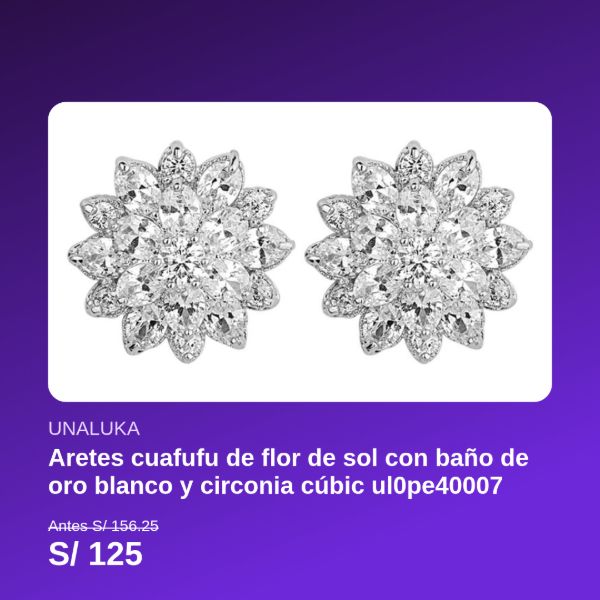 UNALUKA
Aretes cuafufu de flor de sol con baño de
oro blanco y circonia cúbic ul0pe40007
Antes S/ 156.25
S/ 125